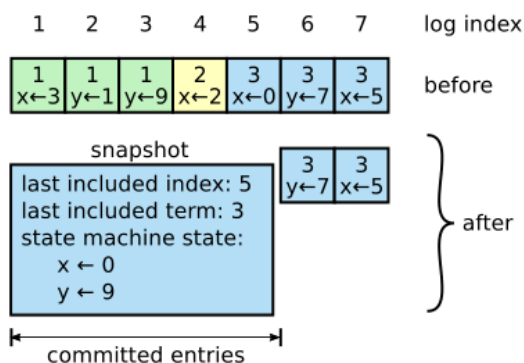 1 2 3 4 5 6 7 log index
1 1 1 2 3 3 3
x←3 y←1 y←9 x←2 x←0 y←7 x←5 before
snapshot
last included index: 5
last included term: 3
state machine state:
x ← 0
y ← 9
3 3
y←7 x←5
after
committed entries